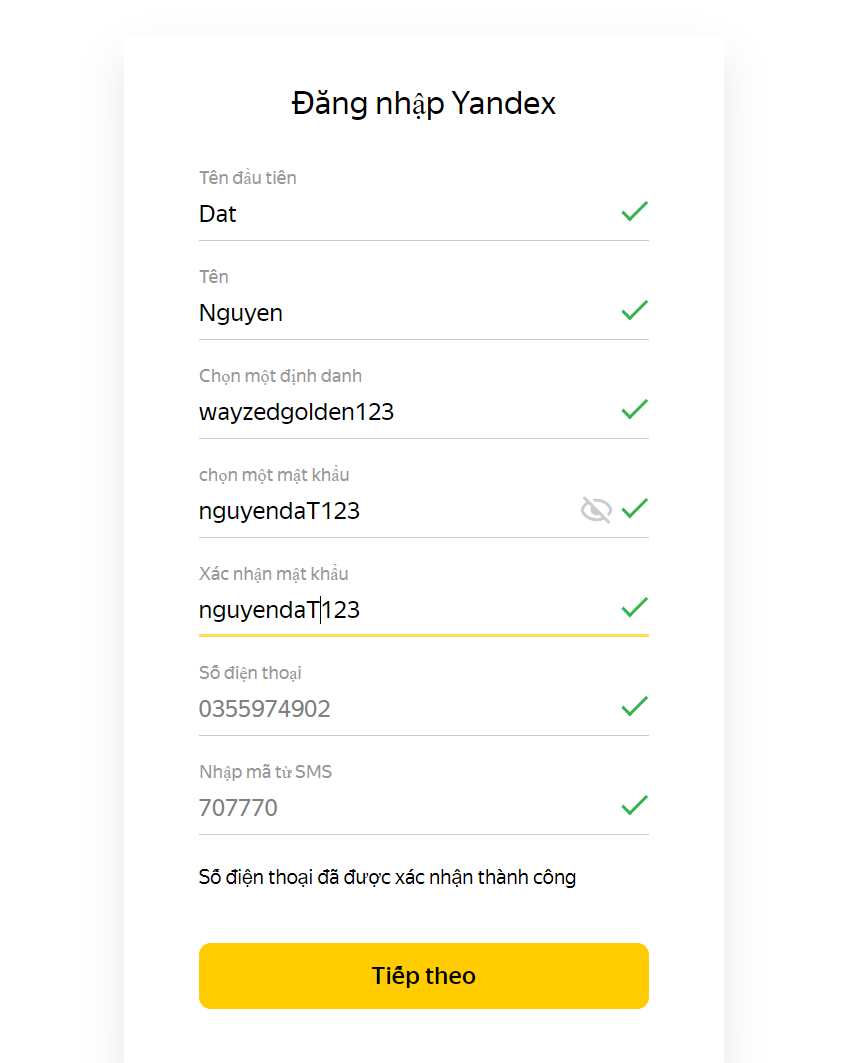 Đăng nhập Yandex
Tên đầu tiên
Dat
Tên
Nguyen
Chọn một định danh
wayzedgolden123
chọn một mật khẩu
nguyendaT123
Xác nhận mật khẩu
nguyendaT123
Số điện thoại
0355974902
Nhập mã từ SMS
707770
Số điện thoại đã được xác nhận thành công
Tiếp theo